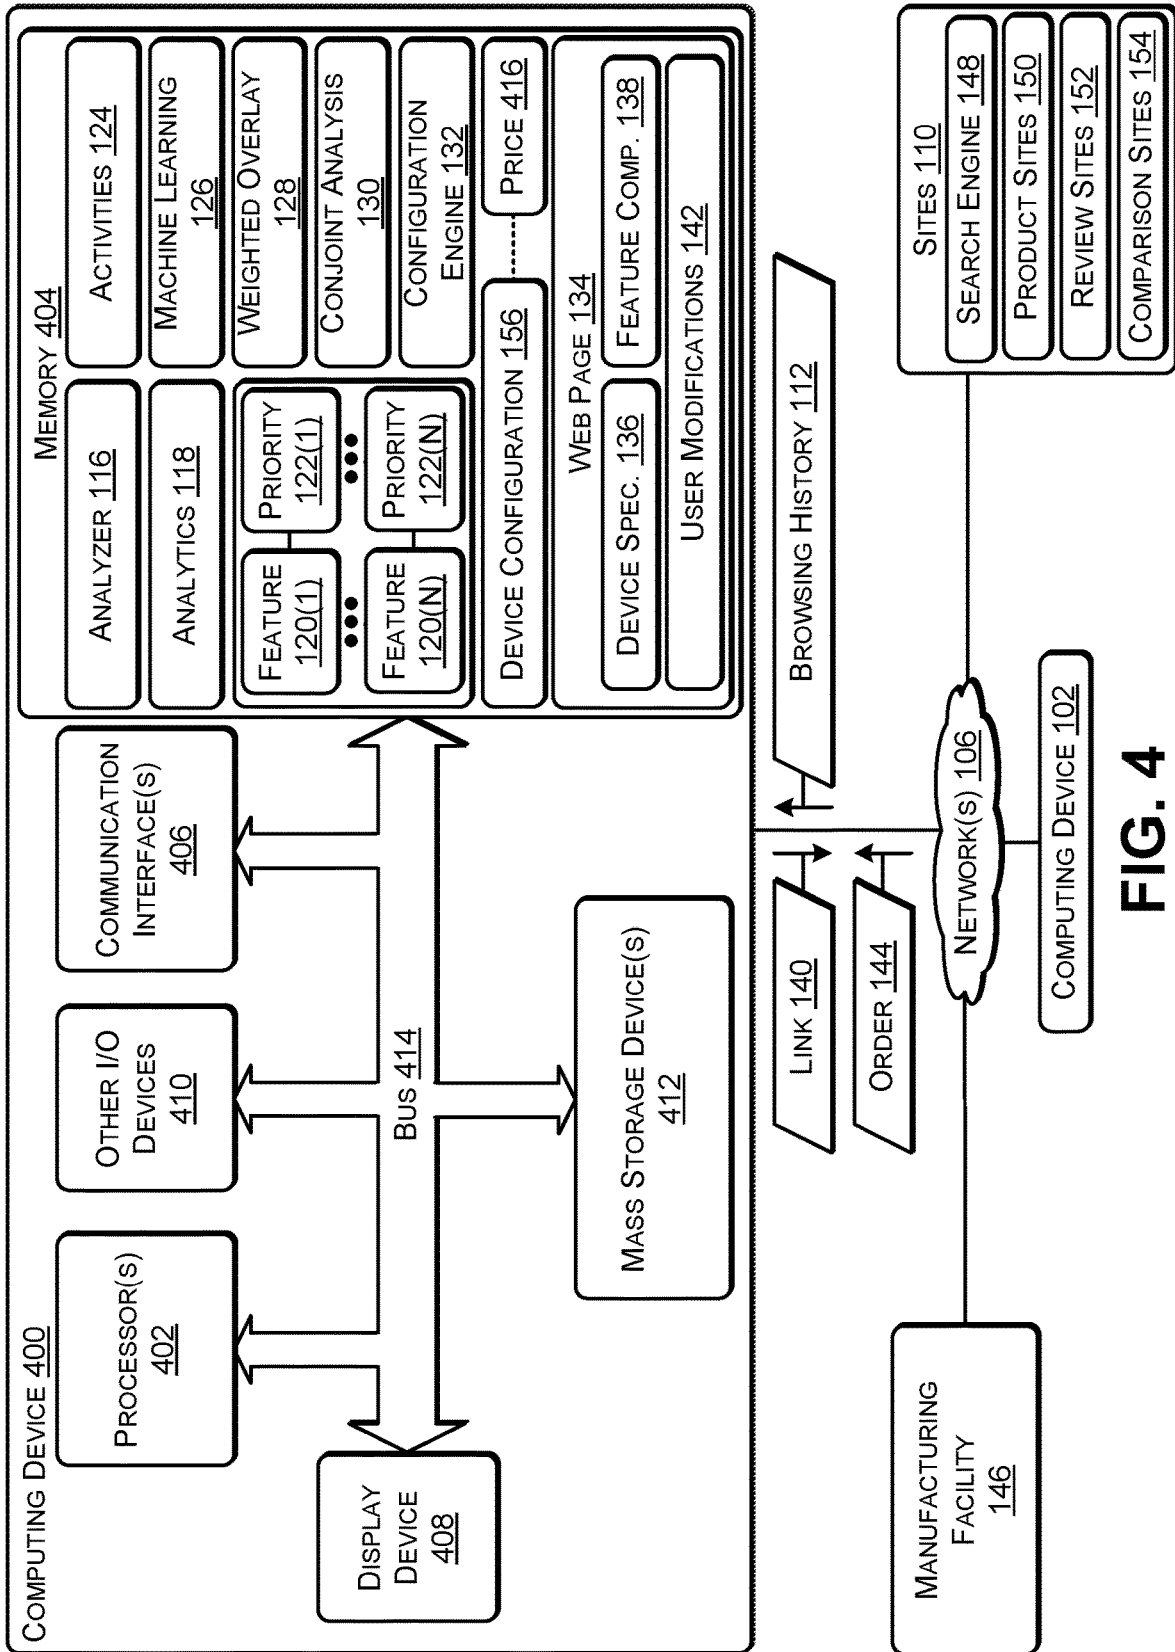 COMPUTING DEVICE 400
PROCESSOR(S)
402
OTHER I/O
DEVICES
410
COMMUNICATION
INTERFACE(S)
406
DISPLAY
DEVICE
408
BUS 414
MASS STORAGE DEVICE(S)
412
MEMORY 404
ANALYZER 116
ACTIVITIES 124
ANALYTICS 118
MACHINE LEARNING
126
FEATURE
120(1)
PRIORITY
122(1)
FEATURE
120(N)
PRIORITY
122(N)
WEIGHTED OVERLAY
128
CONJOINT ANALYSIS
130
CONFIGURATION
ENGINE 132
DEVICE CONFIGURATION 156
PRICE 416
WEB PAGE 134
DEVICE SPEC. 136
FEATURE COMP. 138
USER MODIFICATIONS 142
LINK 140
BROWSING HISTORY 112
ORDER 144
MANUFACTURING
FACILITY
146
NETWORK(S) 106
COMPUTING DEVICE 102
SITES 110
SEARCH ENGINE 148
PRODUCT SITES 150
REVIEW SITES 152
COMPARISON SITES 154
FIG. 4